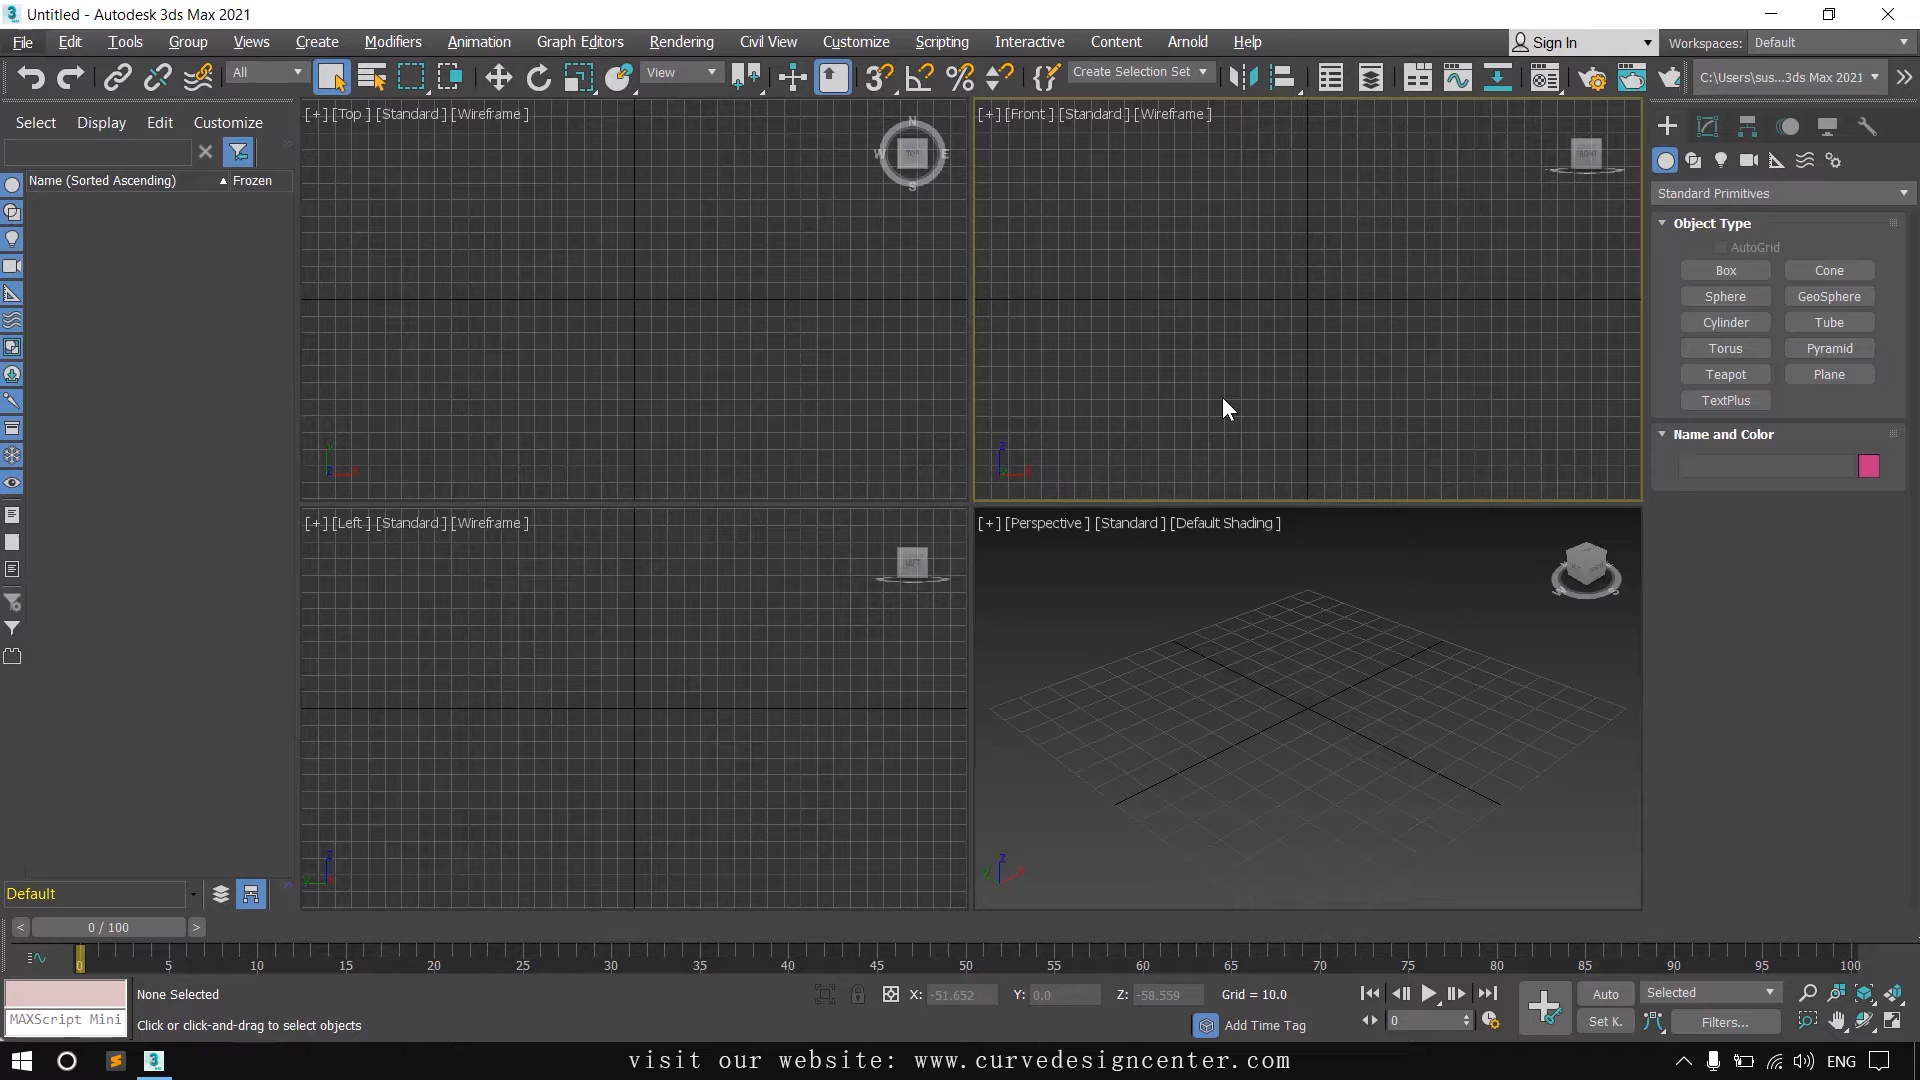 Untitled - Autodesk 3ds Max 2021
File Edit Tools Group Views Create Modifiers Animation Graph Editors Rendering Civil View Customize Scripting Interactive Content Arnold Help
Sign In
Workspaces: Default
All
View
Create Selection Set
C:\Users\sus...3ds Max 2021
Select Display Edit Customize
Name (Sorted Ascending) Frozen
[+] [Top ] [Standard ] [Wireframe ]
N
W TOP E
S
[+] [Front ] [Standard ] [Wireframe ]
FRONT
Y
Z X
Z
Y X
[+] [Left ] [Standard ] [Wireframe ]
LEFT
[+] [Perspective ] [Standard ] [Default Shading ]
W S
Z
Y X
Z
Y X
Standard Primitives
Object Type
AutoGrid
Box Cone
Sphere GeoSphere
Cylinder Tube
Torus Pyramid
Teapot Plane
TextPlus
Name and Color
Default
< 0 / 100 >
0 5 10 15 20 25 30 35 40 45 50 55 60 65 70 75 80 85 90 95 100
MAXScript Mini
None Selected
Click or click-and-drag to select objects
X: -51.652 Y: 0.0 Z: -58.559 Grid = 10.0
Add Time Tag
0
Auto Selected
Set K. Filters...
visit our website: www.curvedesigncenter.com
ENG